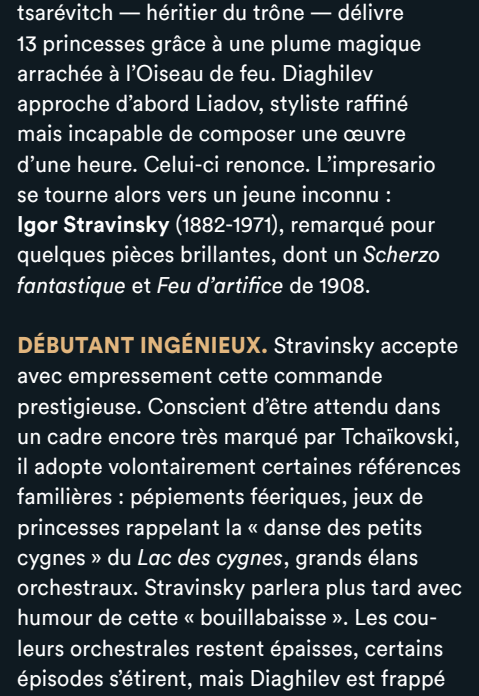 tsarévitch — héritier du trône — délivre
13 princesses grâce à une plume magique
arrachée à l’Oiseau de feu. Diaghilev
approche d’abord Liadov, styliste raffiné
mais incapable de composer une œuvre
d’une heure. Celui-ci renonce. L’impresario
se tourne alors vers un jeune inconnu :
Igor Stravinsky (1882-1971), remarqué pour
quelques pièces brillantes, dont un Scherzo
fantastique et Feu d’artifice de 1908.

DÉBUTANT INGÉNIEUX. Stravinsky accepte
avec empressement cette commande
prestigieuse. Conscient d’être attendu dans
un cadre encore très marqué par Tchaïkovski,
il adopte volontairement certaines références
familières : pépiements féeriques, jeux de
princesses rappelant la « danse des petits
cygnes » du Lac des cygnes, grands élans
orchestraux. Stravinsky parlera plus tard avec
humour de cette « bouillabaisse ». Les cou-
leurs orchestrales restent épaisses, certains
épisodes s’étirent, mais Diaghilev est frappé